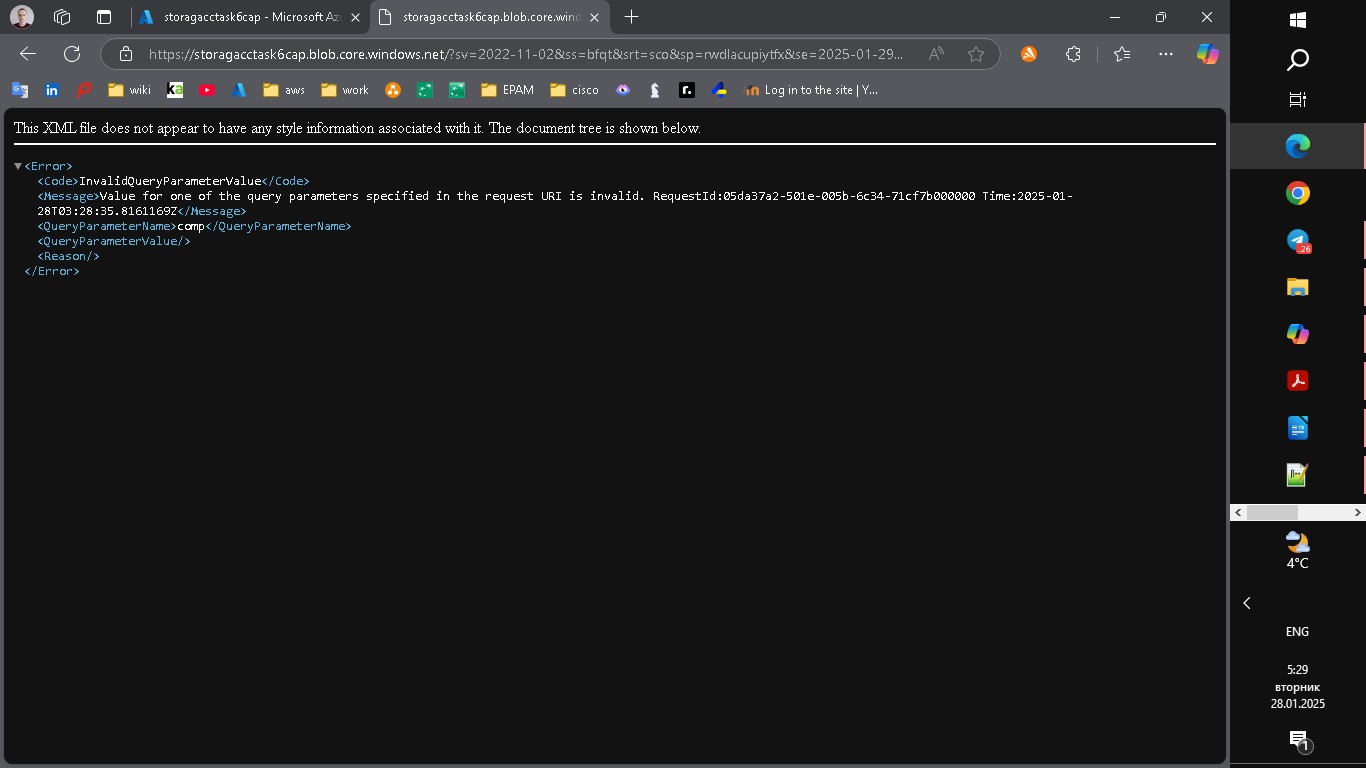 storagacctask6cap - Microsoft Az
storagacctask6cap.blob.core.wind
https://storagacctask6cap.blob.core.windows.net/?sv=2022-11-02&ss=bfqt&srt=sco&sp=rwdlacupiytfx&se=2025-01-29...
wiki
ka
aws
work
EPAM
cisco
r.
Log in to the site | Y...
This XML file does not appear to have any style information associated with it. The document tree is shown below.
<Error>
<Code>InvalidQueryParameterValue</Code>
<Message>Value for one of the query parameters specified in the request URI is invalid. RequestId:05da37a2-501e-005b-6c34-71cf7b000000 Time:2025-01-
28T03:28:35.8161169Z</Message>
<QueryParameterName>comp</QueryParameterName>
<QueryParameterValue/>
<Reason/>
</Error>
26
4°C
ENG
5:29
вторник
28.01.2025
1